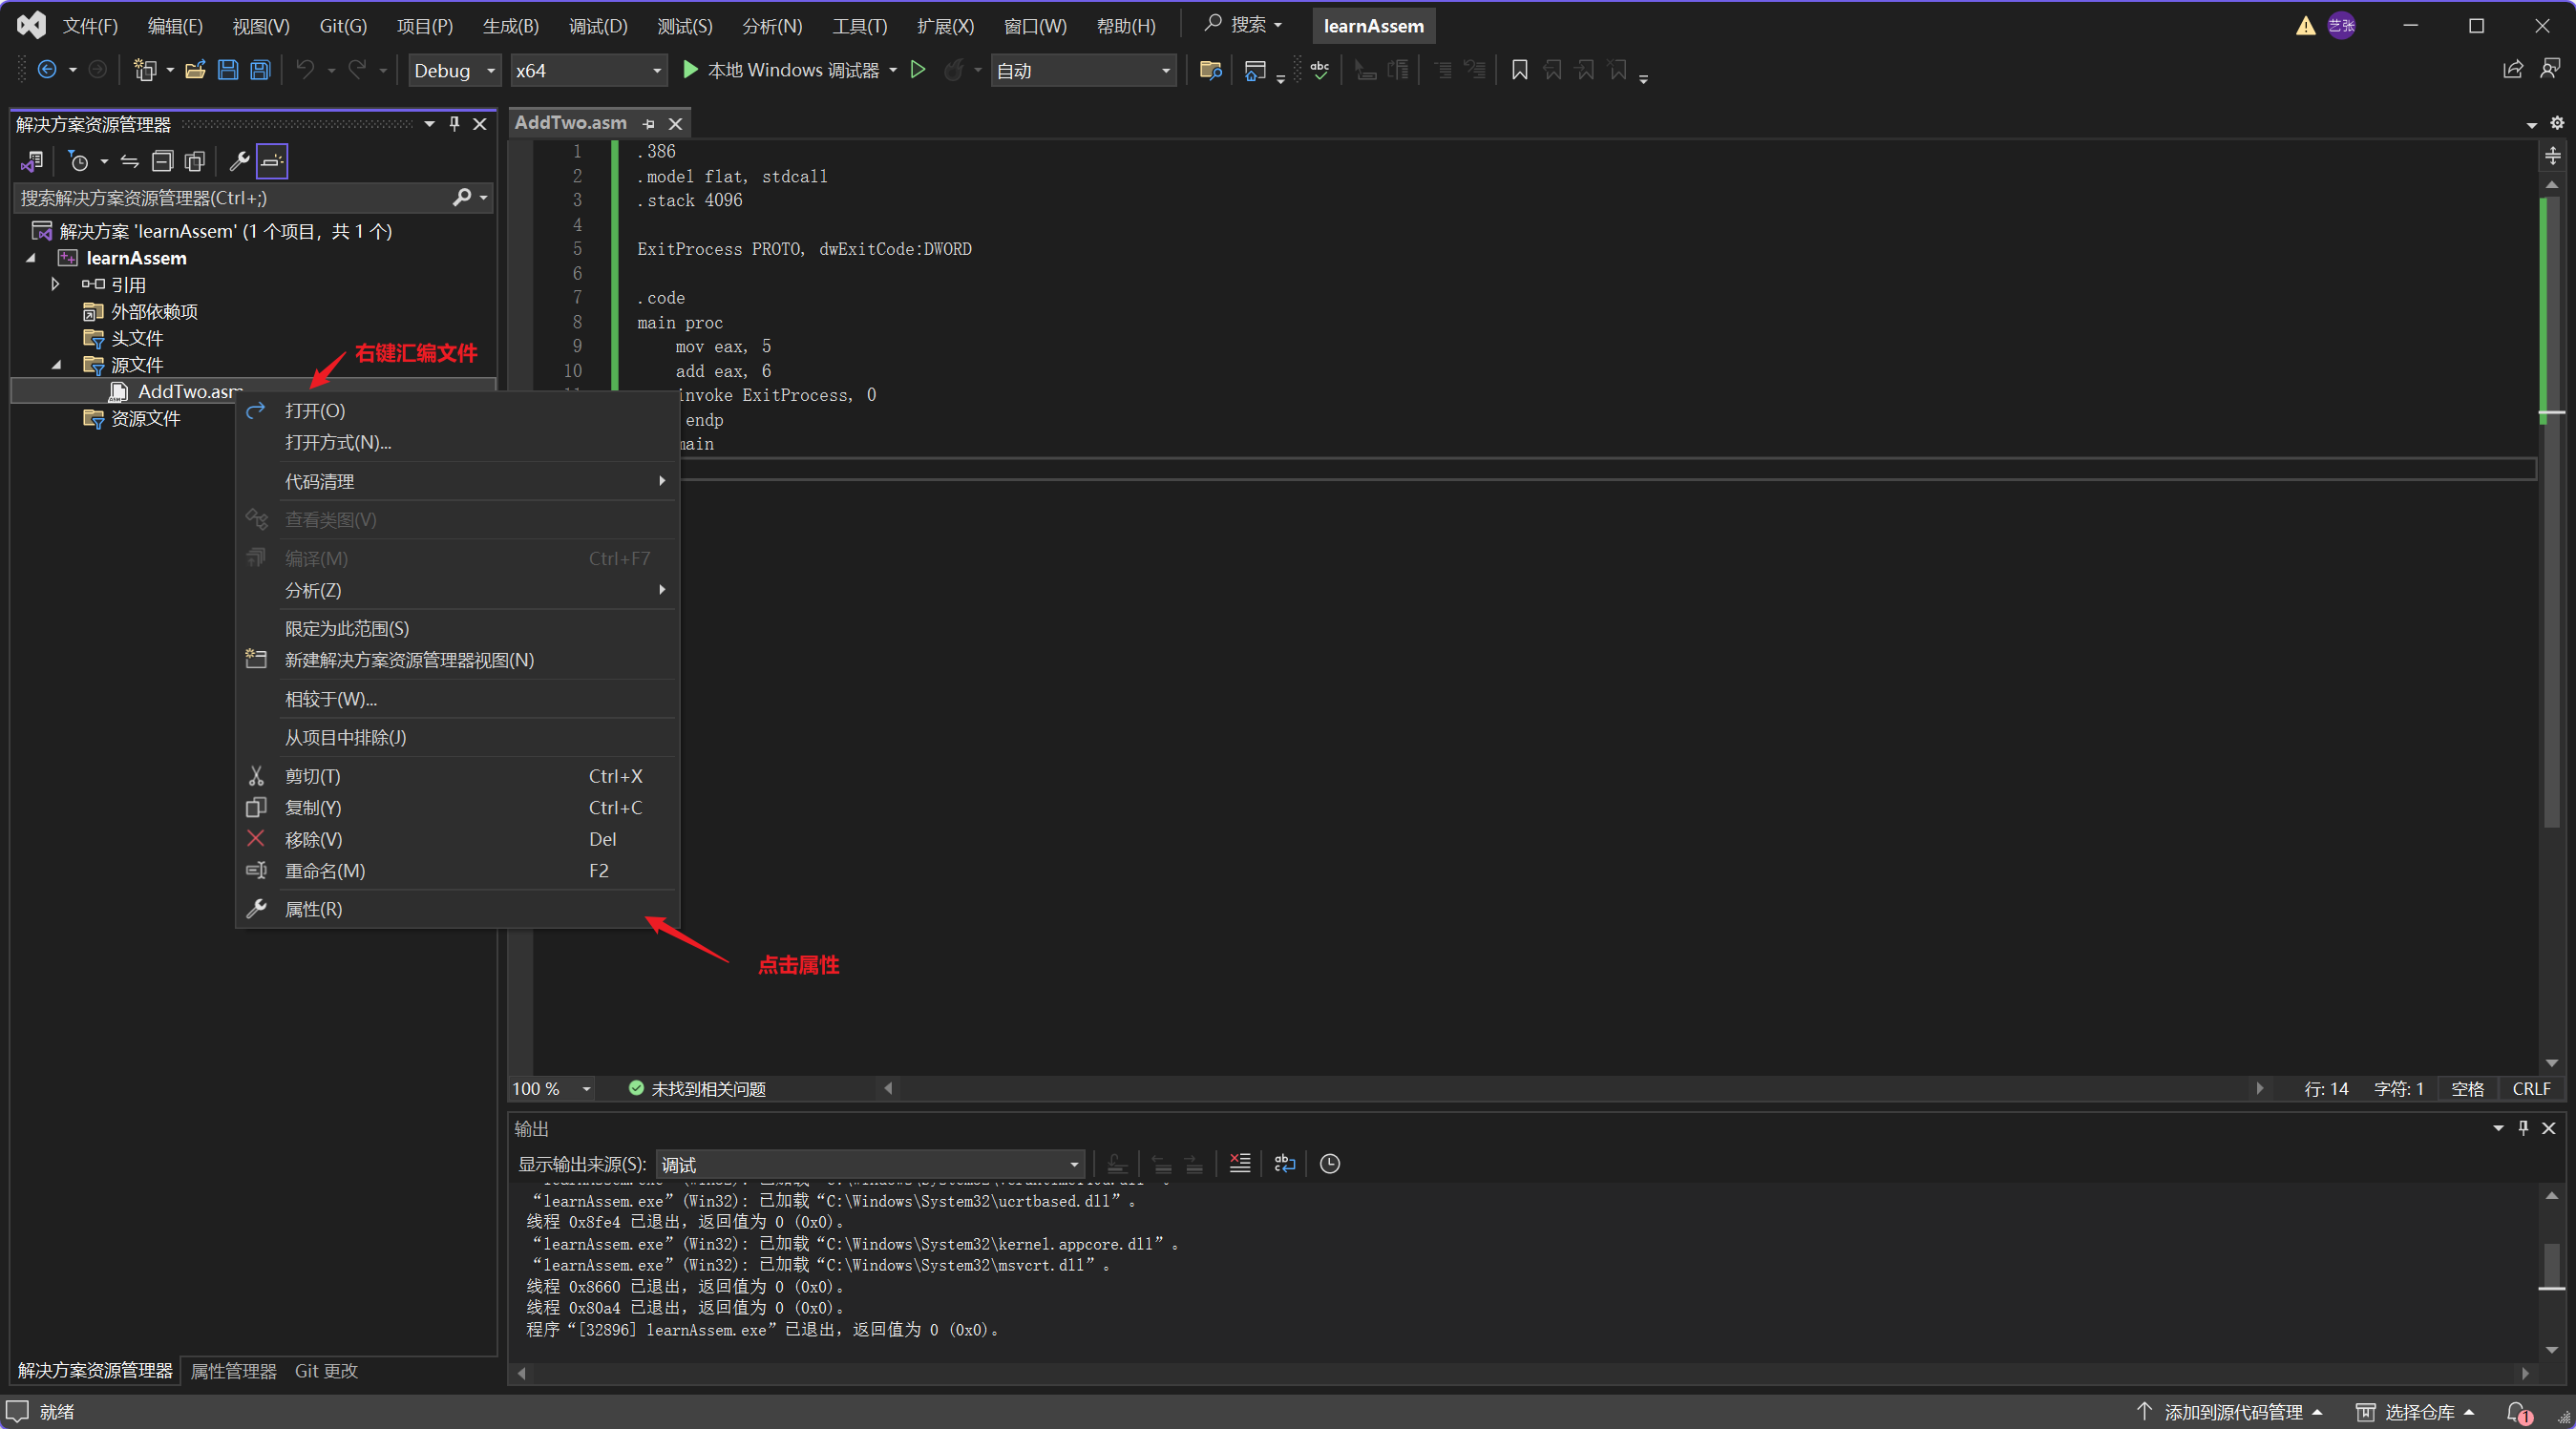 文件(F) 编辑(E) 视图(V) Git(G) 项目(P) 生成(B) 调试(D) 测试(S) 分析(N) 工具(T) 扩展(X) 窗口(W) 帮助(H) 搜索 learnAssem 艺张
Debug x64 本地 Windows 调试器 自动
解决方案资源管理器
搜索解决方案资源管理器(Ctrl+;)
解决方案 'learnAssem' (1 个项目，共 1 个)
learnAssem
引用
外部依赖项
头文件
源文件
AddTwo.asm
资源文件
右键汇编文件
打开(O)
打开方式(N)...
代码清理
查看类图(V)
编译(M) Ctrl+F7
分析(Z)
限定为此范围(S)
新建解决方案资源管理器视图(N)
相较于(W)...
从项目中排除(J)
剪切(T) Ctrl+X
复制(Y) Ctrl+C
移除(V) Del
重命名(M) F2
属性(R)
点击属性
AddTwo.asm
1 .386
2 .model flat, stdcall
3 .stack 4096
4
5 ExitProcess PROTO, dwExitCode:DWORD
6
7 .code
8 main proc
9 mov eax, 5
10 add eax, 6
invoke ExitProcess, 0
endp
main
100 % 未找到相关问题 行: 14 字符: 1 空格 CRLF
输出
显示输出来源(S): 调试
“learnAssem.exe”(Win32): 已加载“C:\Windows\System32\ucrtbased.dll”。
线程 0x8fe4 已退出，返回值为 0 (0x0)。
“learnAssem.exe”(Win32): 已加载“C:\Windows\System32\kernel.appcore.dll”。
“learnAssem.exe”(Win32): 已加载“C:\Windows\System32\msvcrt.dll”。
线程 0x8660 已退出，返回值为 0 (0x0)。
线程 0x80a4 已退出，返回值为 0 (0x0)。
程序“[32896] learnAssem.exe”已退出，返回值为 0 (0x0)。
解决方案资源管理器 属性管理器 Git 更改
就绪 添加到源代码管理 选择仓库 1